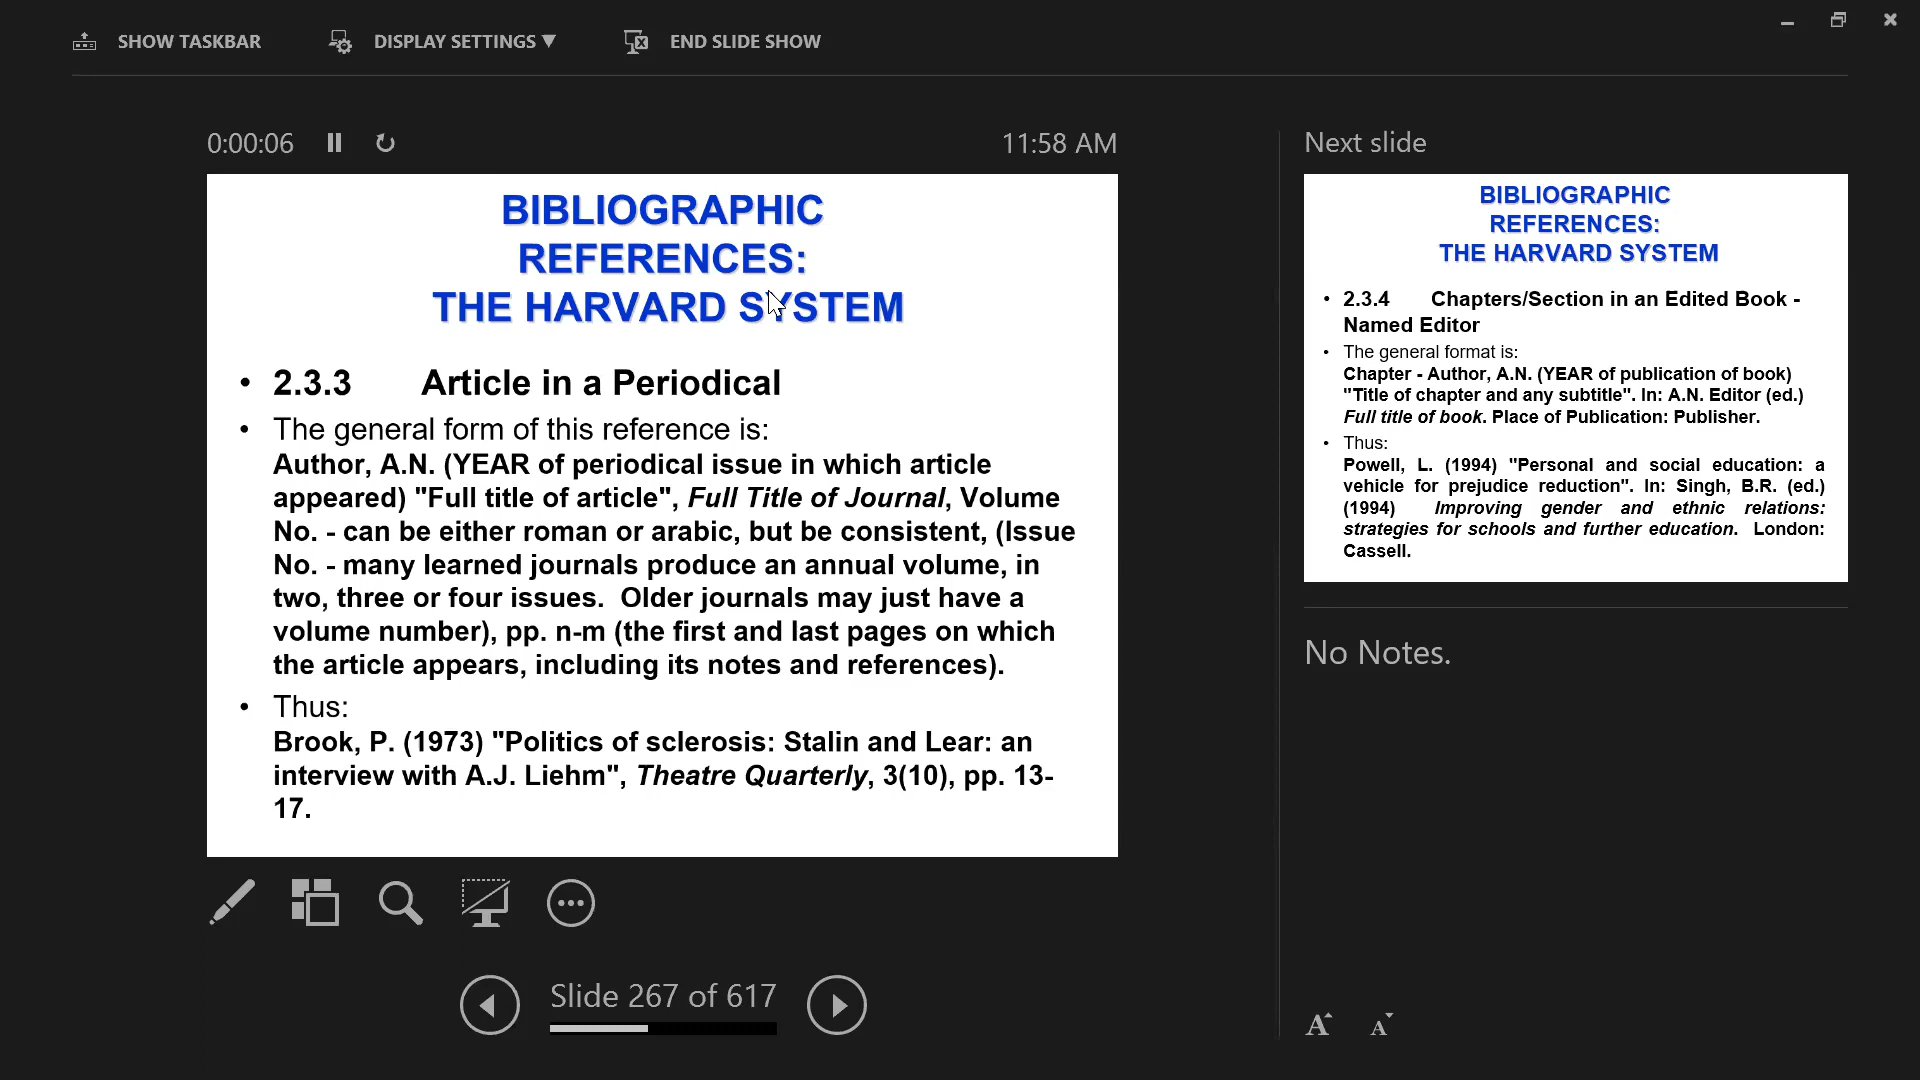 SHOW TASKBAR
DISPLAY SETTINGS ▼
END SLIDE SHOW
0:00:06
11:58 AM
BIBLIOGRAPHIC
REFERENCES:
THE HARVARD SYSTEM
• 2.3.3 Article in a Periodical
• The general form of this reference is:
Author, A.N. (YEAR of periodical issue in which article
appeared) "Full title of article", Full Title of Journal, Volume
No. - can be either roman or arabic, but be consistent, (Issue
No. - many learned journals produce an annual volume, in
two, three or four issues. Older journals may just have a
volume number), pp. n-m (the first and last pages on which
the article appears, including its notes and references).
• Thus:
Brook, P. (1973) "Politics of sclerosis: Stalin and Lear: an
interview with A.J. Liehm", Theatre Quarterly, 3(10), pp. 13-
17.
Slide 267 of 617
Next slide
BIBLIOGRAPHIC
REFERENCES:
THE HARVARD SYSTEM
• 2.3.4 Chapters/Section in an Edited Book -
Named Editor
• The general format is:
Chapter - Author, A.N. (YEAR of publication of book)
"Title of chapter and any subtitle". In: A.N. Editor (ed.)
Full title of book. Place of Publication: Publisher.
• Thus:
Powell, L. (1994) "Personal and social education: a
vehicle for prejudice reduction". In: Singh, B.R. (ed.)
(1994) Improving gender and ethnic relations:
strategies for schools and further education. London:
Cassell.
No Notes.
A A